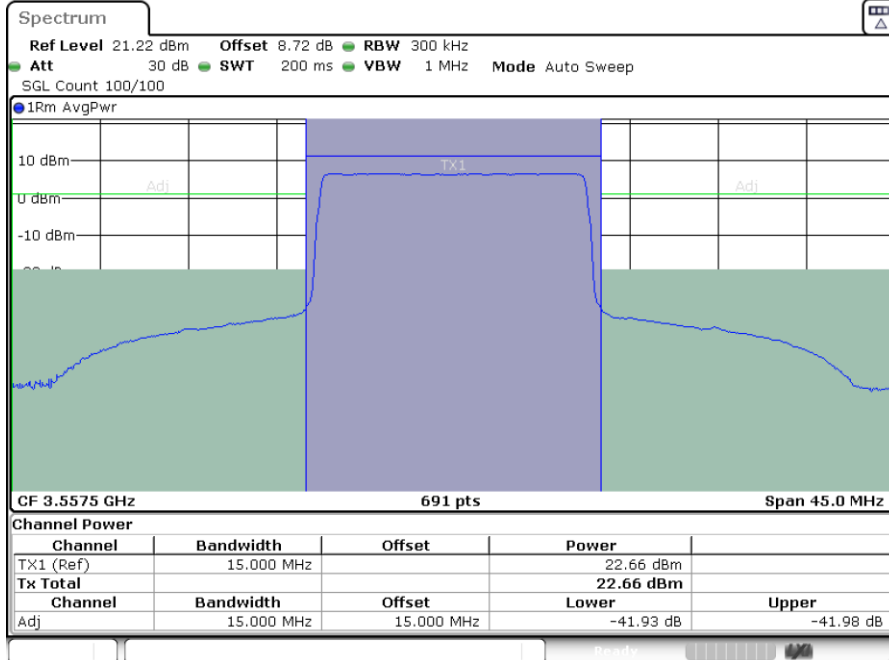 Spectrum
Ref Level 21.22 dBm Offset 8.72 dB RBW 300 kHz
Att 30 dB SWT 200 ms VBW 1 MHz Mode Auto Sweep
SGL Count 100/100
1Rm AvgPwr
10 dBm
TX1
Adj Adj
0 dBm
-10 dBm
CF 3.5575 GHz 691 pts Span 45.0 MHz
Channel Power
Channel Bandwidth Offset Power
TX1 (Ref) 15.000 MHz 22.66 dBm
Tx Total 22.66 dBm
Channel Bandwidth Offset Lower Upper
Adj 15.000 MHz 15.000 MHz -41.93 dB -41.98 dB
Ready